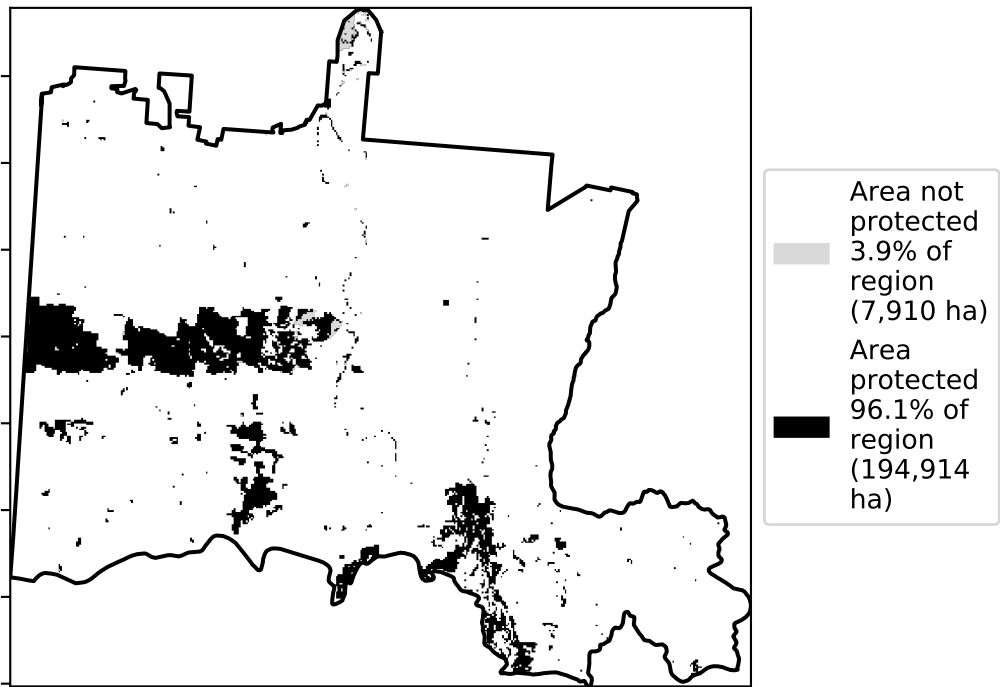 Area not
protected
3.9% of
region
(7,910 ha)
Area
protected
96.1% of
region
(194,914
ha)